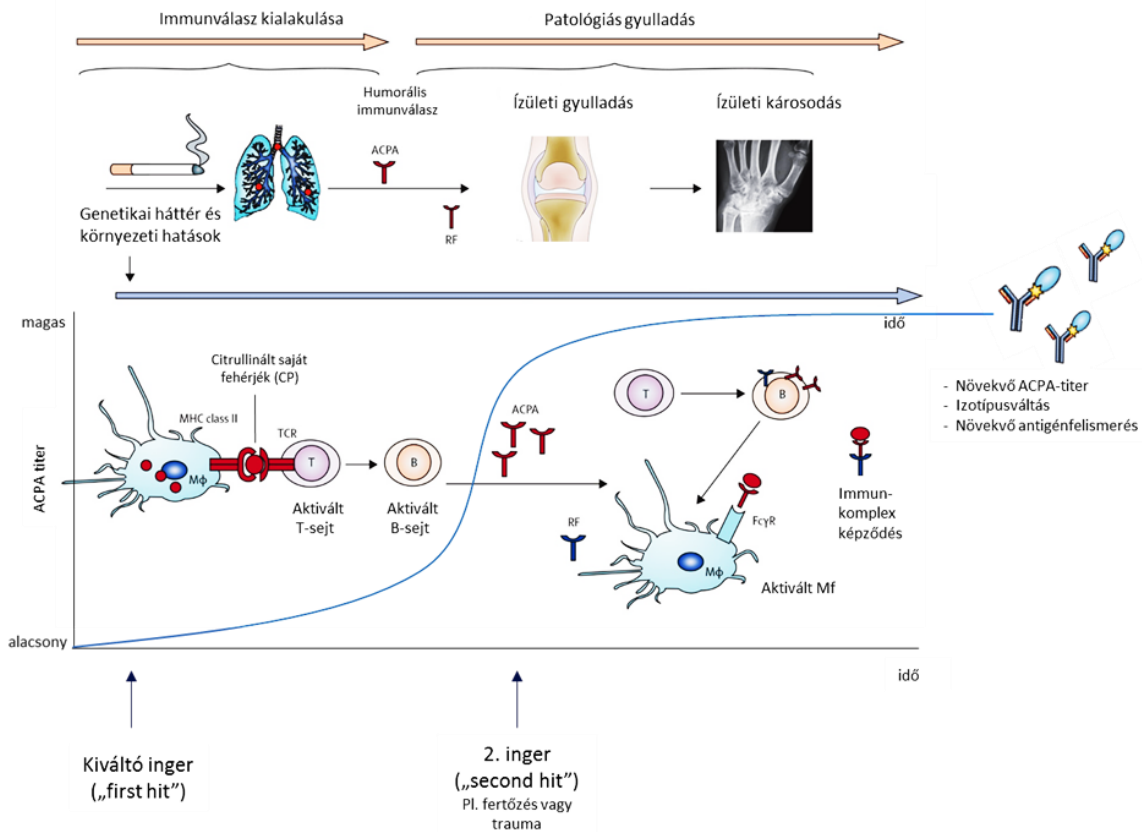 Immunválasz kialakulása
Patológiás gyulladás
Humorális
immunválasz
Ízületi gyulladás
Ízületi károsodás
ACPA
RF
Genetikai háttér és
környezeti hatások
magas
idő
Citrullinált saját
fehérjék (CP)
MHC class II
TCR
T
B
Mф
Aktivált
T-sejt
Aktivált
B-sejt
ACPA
RF
T
B
FcγR
Mф
Aktivált Mf
Immun-
komplex
képződés
- Növekvő ACPA-titer
- Izotípusváltás
- Növekvő antigénfelismerés
ACPA titer
alacsony
idő
Kiváltó inger
(„first hit”)
2. inger
(„second hit”)
Pl. fertőzés vagy
trauma